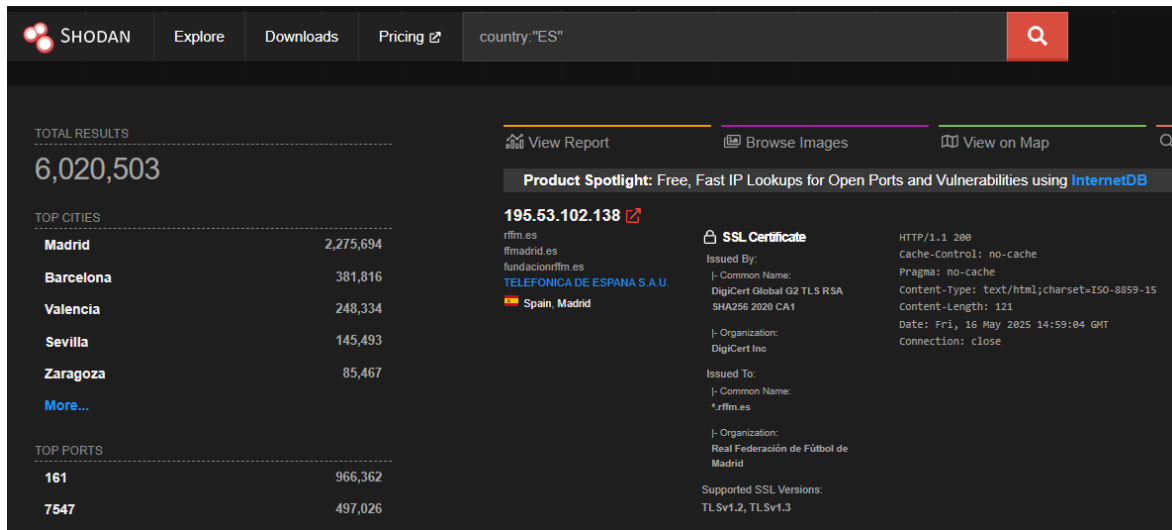 SHODAN Explore Downloads Pricing country:"ES"
TOTAL RESULTS
6,020,503
TOP CITIES
Madrid 2,275,694
Barcelona 381,816
Valencia 248,334
Sevilla 145,493
Zaragoza 85,467
More...
TOP PORTS
161 966,362
7547 497,026
View Report Browse Images View on Map
Product Spotlight: Free, Fast IP Lookups for Open Ports and Vulnerabilities using InternetDB
195.53.102.138
rffm.es
ffmadrid.es
fundacionrffm.es
TELEFONICA DE ESPANA S.A.U.
Spain, Madrid
SSL Certificate
Issued By:
|- Common Name:
DigiCert Global G2 TLS RSA
SHA256 2020 CA1
|- Organization:
DigiCert Inc
Issued To:
|- Common Name:
*.rffm.es
|- Organization:
Real Federación de Fútbol de
Madrid
Supported SSL Versions:
TLSv1.2, TLSv1.3
HTTP/1.1 200
Cache-Control: no-cache
Pragma: no-cache
Content-Type: text/html;charset=ISO-8859-15
Content-Length: 121
Date: Fri, 16 May 2025 14:59:04 GMT
Connection: close